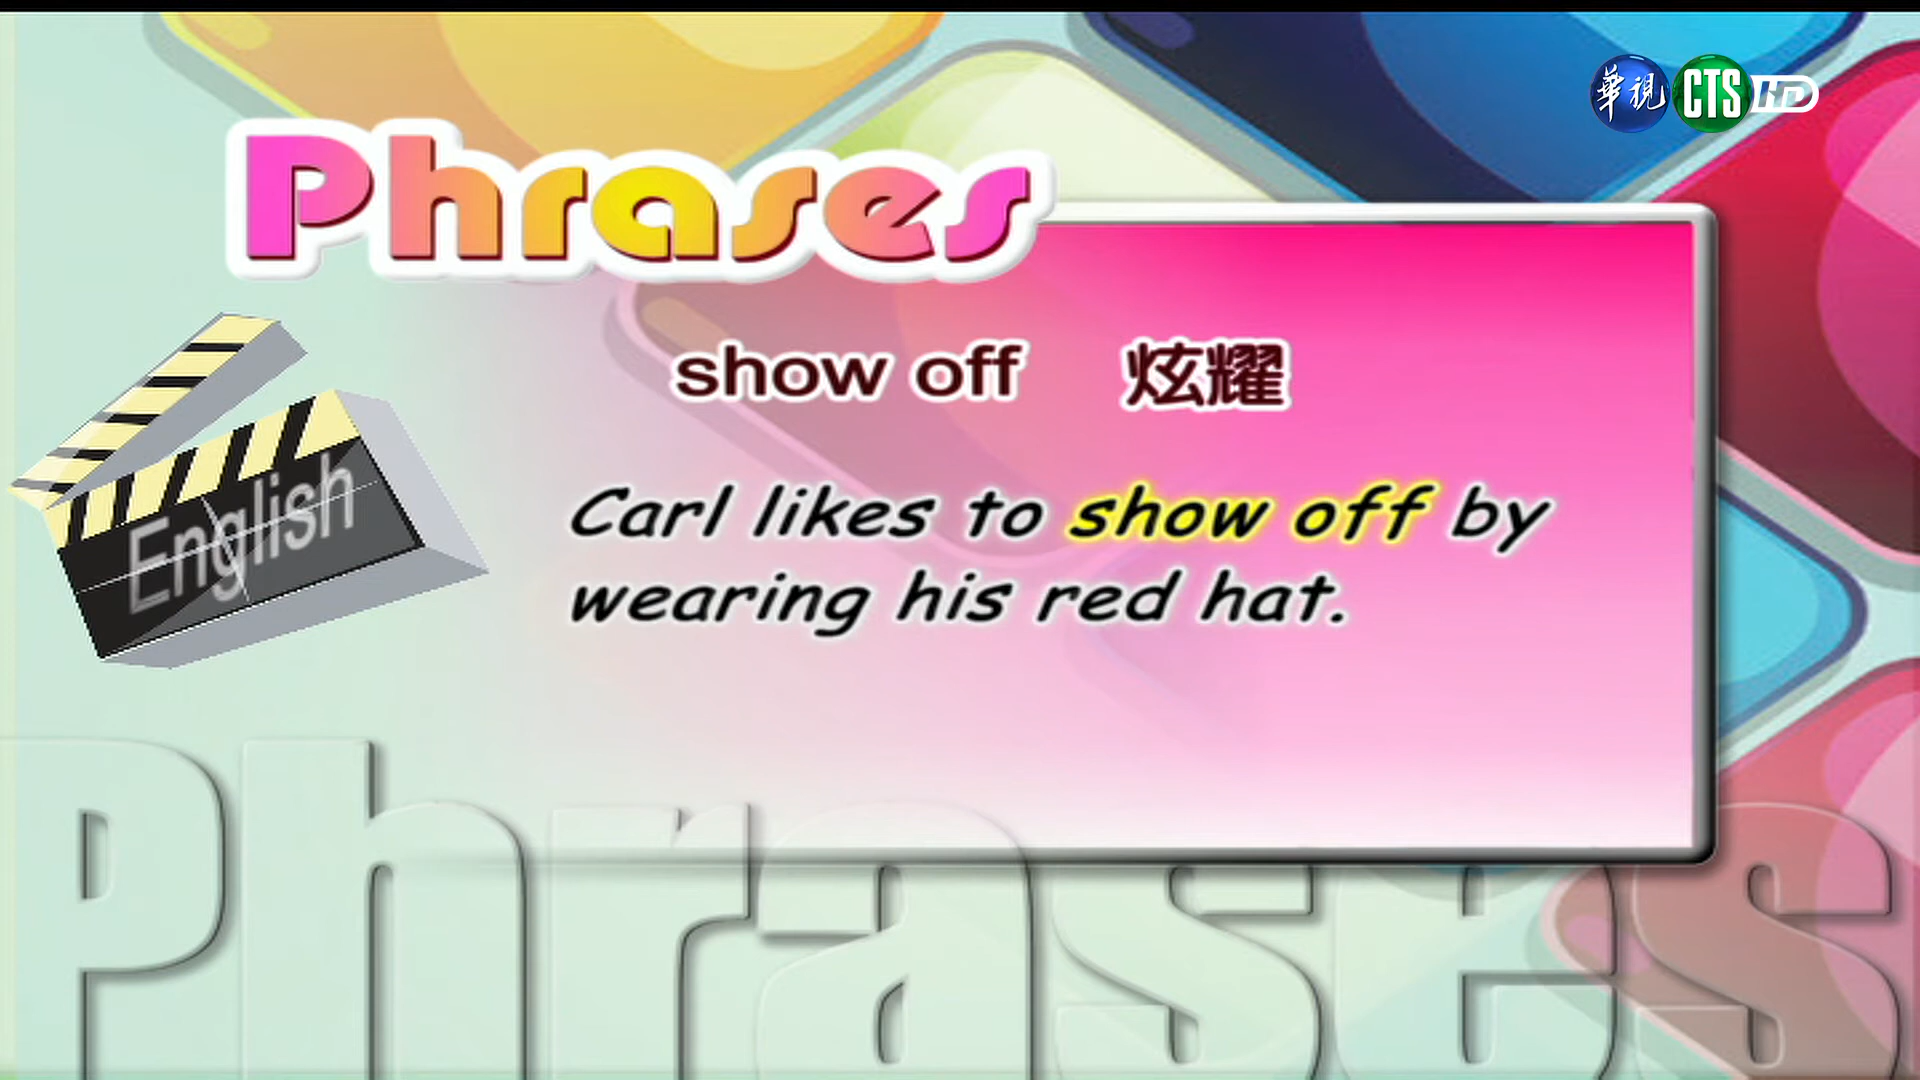 華視 CTS HD
Phrases
show off 炫耀
English
Carl likes to show off by
wearing his red hat.
Phrases